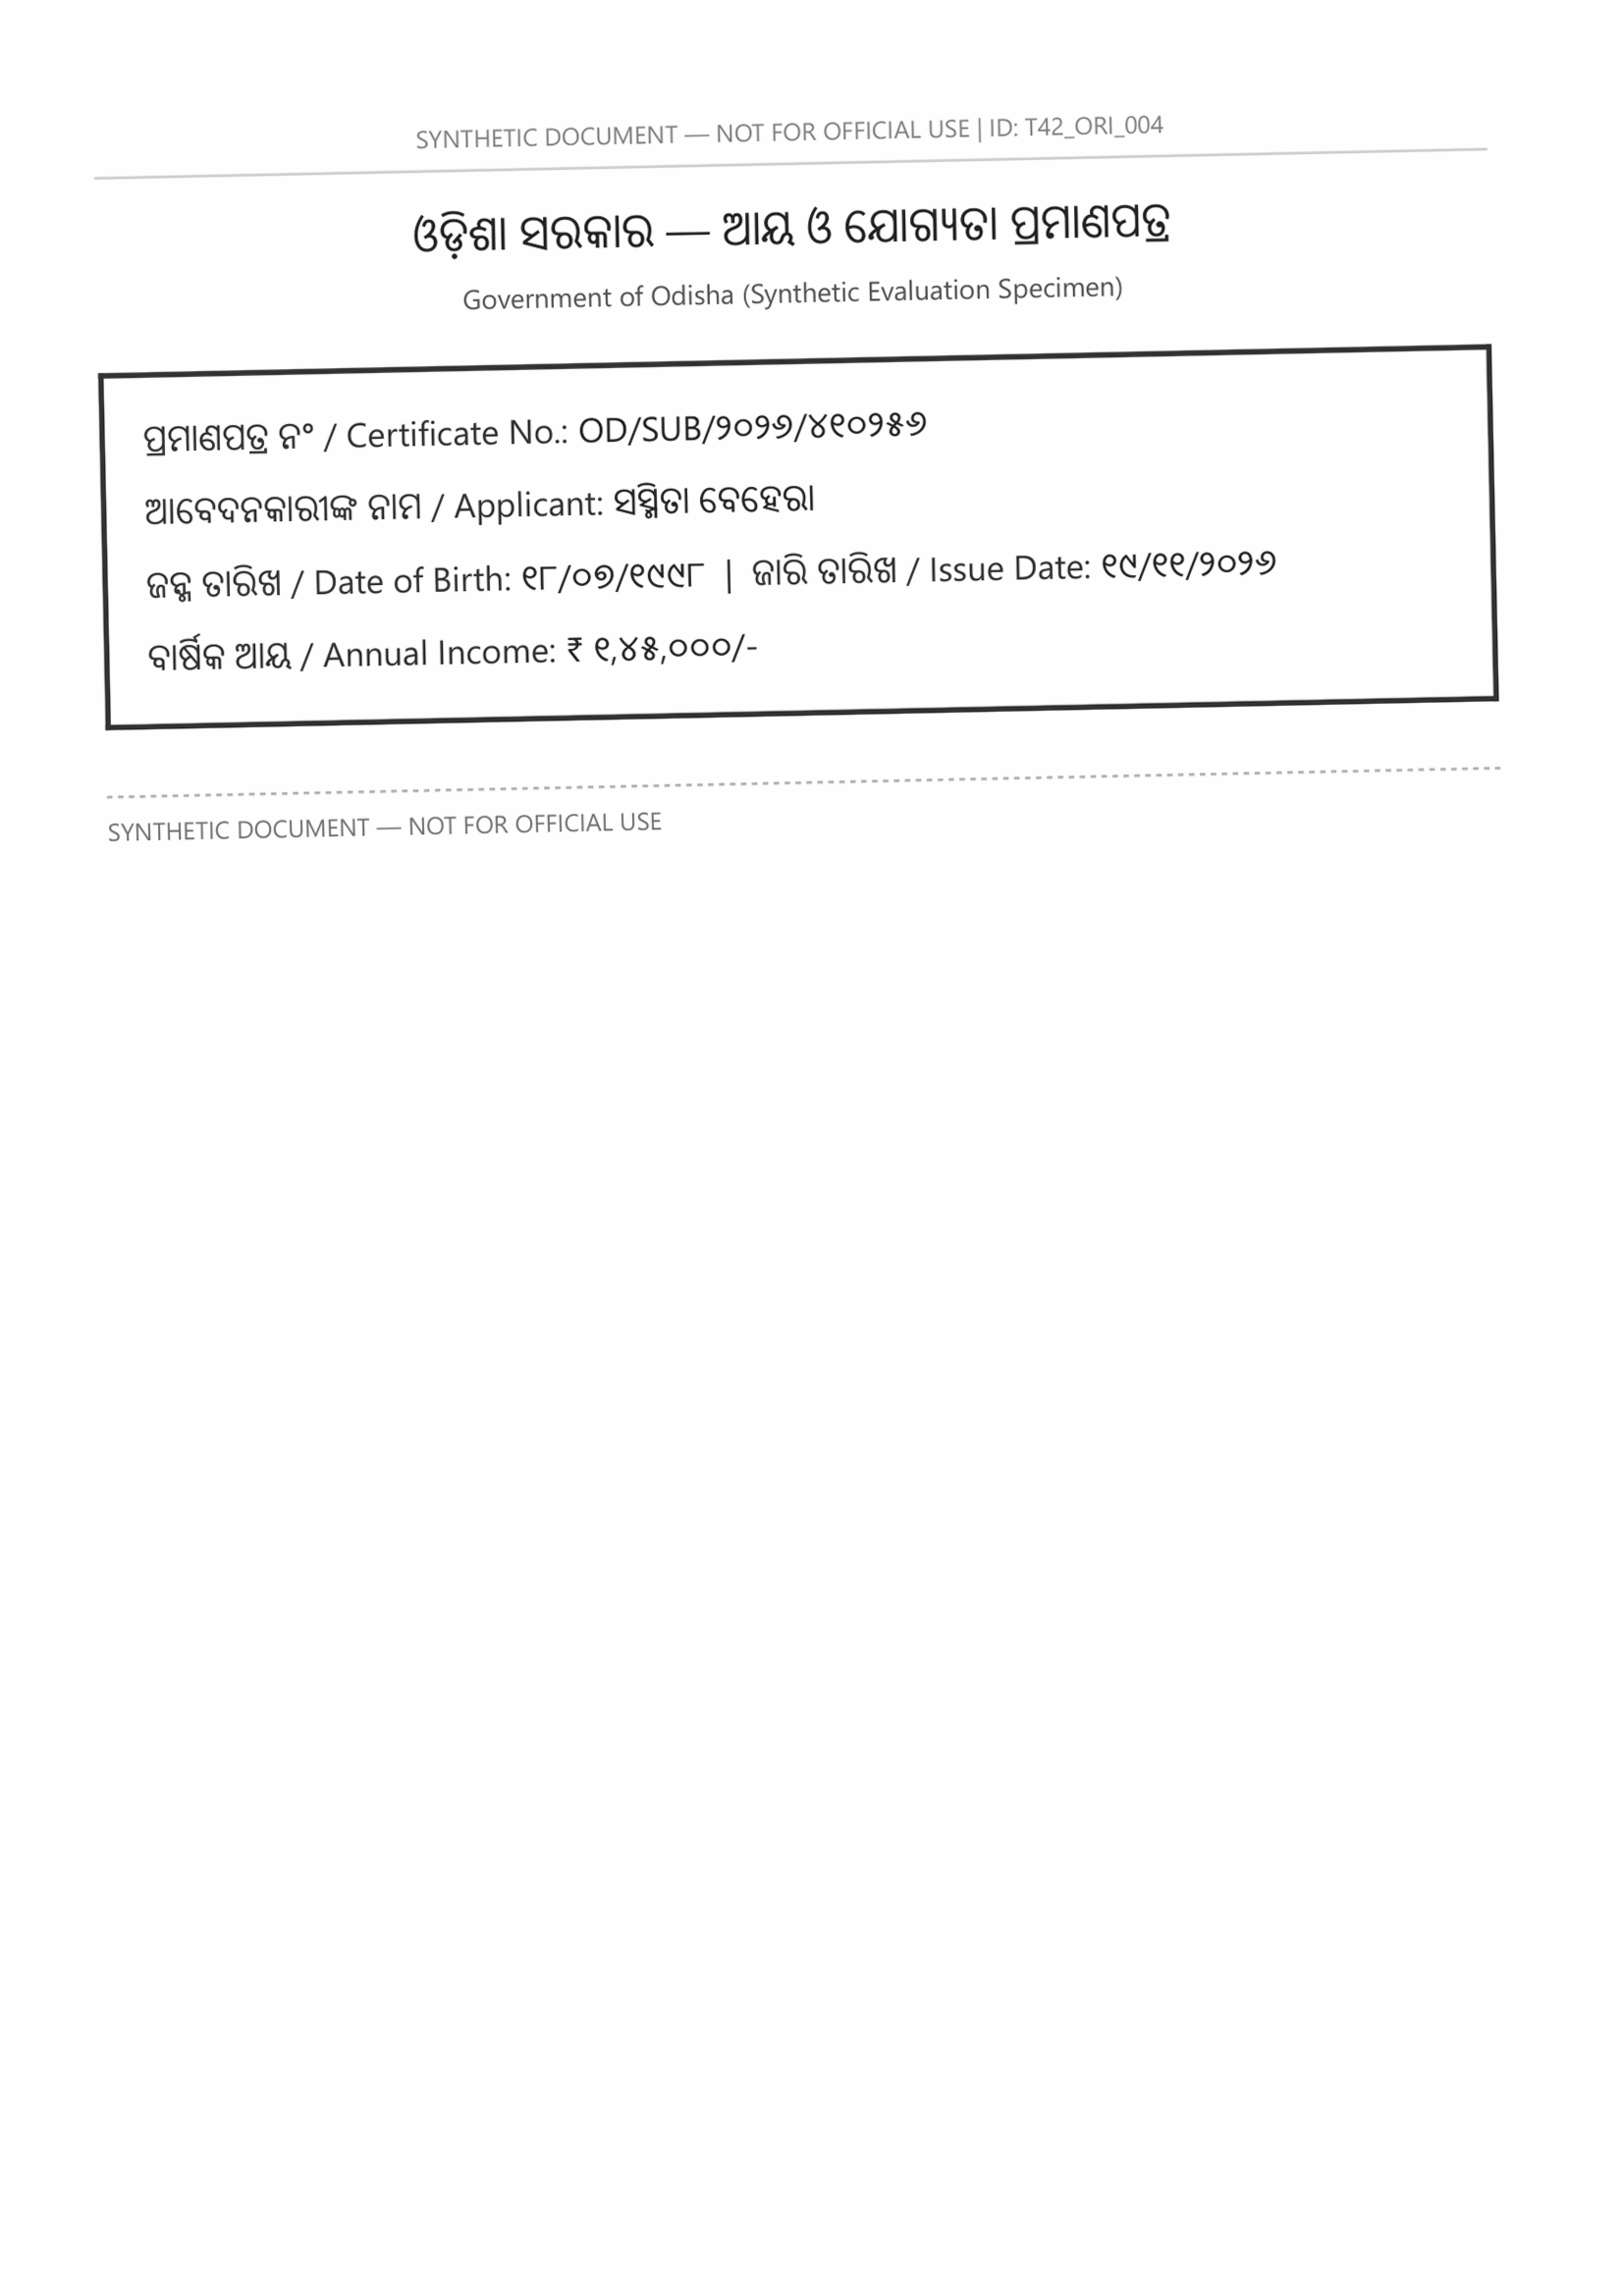 SYNTHETIC DOCUMENT — NOT FOR OFFICIAL USE | ID: T42_ORI_004
ଓଡ଼ିଶା ସରକାର — ଆୟ ଓ ଯୋଗ୍ୟତା ପ୍ରମାଣପତ୍ର
Government of Odisha (Synthetic Evaluation Specimen)
ପ୍ରମାଣପତ୍ର ନଂ / Certificate No.: OD/SUB/୨୦୨୬/୪୧୦୨୫୬
ଆବେଦନକାରୀଙ୍କ ନାମ / Applicant: ସସ୍ମିତା ବେହେରା
ଜନ୍ମ ତାରିଖ / Date of Birth: ୧୮/୦୭/୧୯୯୮ | ଜାରି ତାରିଖ / Issue Date: ୧୯/୧୧/୨୦୨୬
ବାର୍ଷିକ ଆୟ / Annual Income: ₹ ୧,୪୫,୦୦୦/-
SYNTHETIC DOCUMENT — NOT FOR OFFICIAL USE